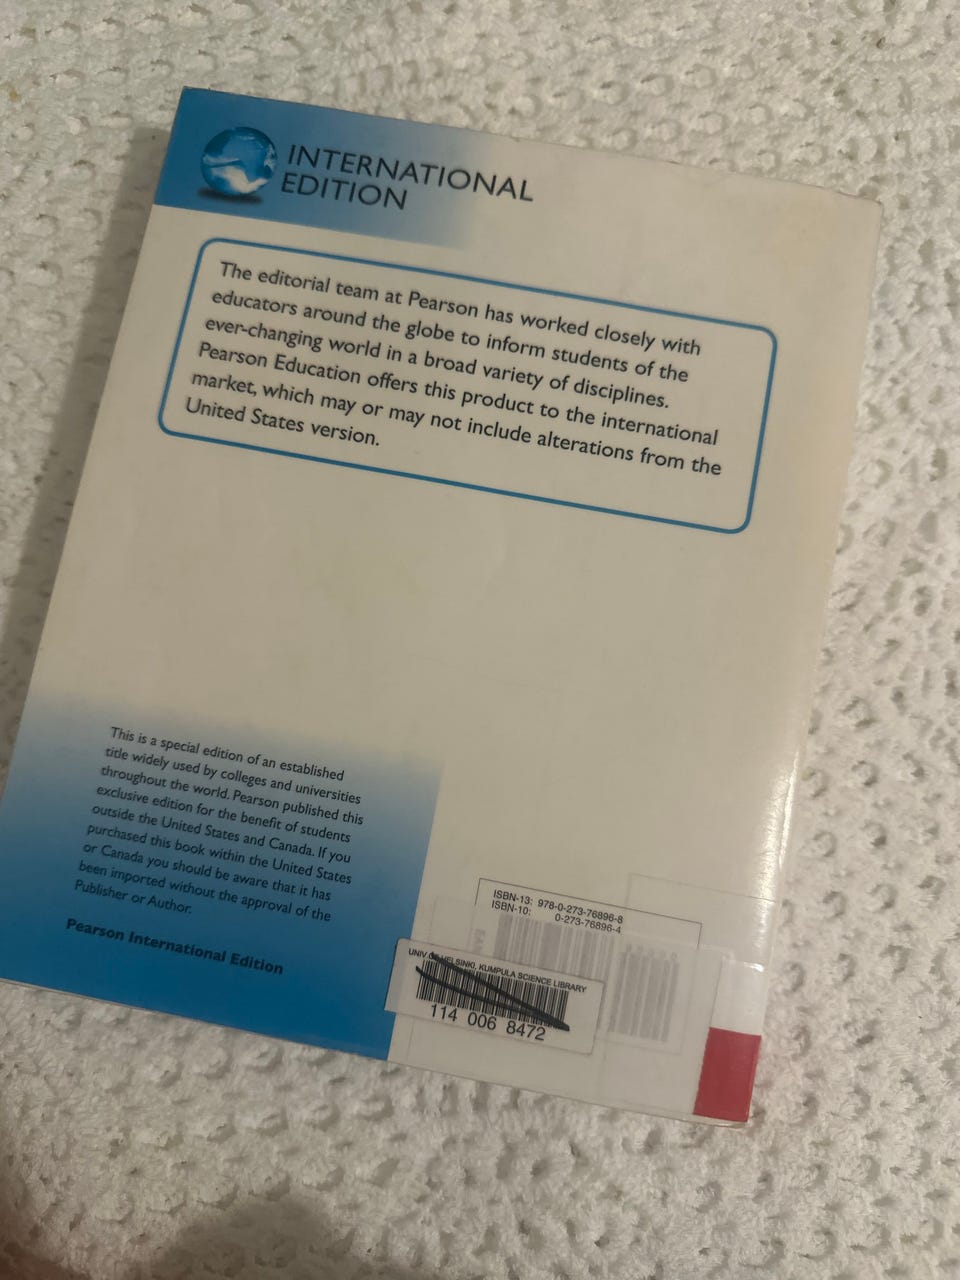 INTERNATIONAL
EDITION
The editorial team at Pearson has worked closely with
educators around the globe to inform students of the
ever-changing world in a broad variety of disciplines.
Pearson Education offers this product to the international
market, which may or may not include alterations from the
United States version.
This is a special edition of an established
title widely used by colleges and universities
throughout the world. Pearson published this
exclusive edition for the benefit of students
outside the United States and Canada. If you
purchased this book within the United States
or Canada you should be aware that it has
been imported without the approval of the
Publisher or Author.
Pearson International Edition
ISBN-13: 978-0-273-76896-8
ISBN-10: 0-273-76896-4
UNIV. OF HELSINKI, KUMPULA SCIENCE LIBRARY
114 006 8472